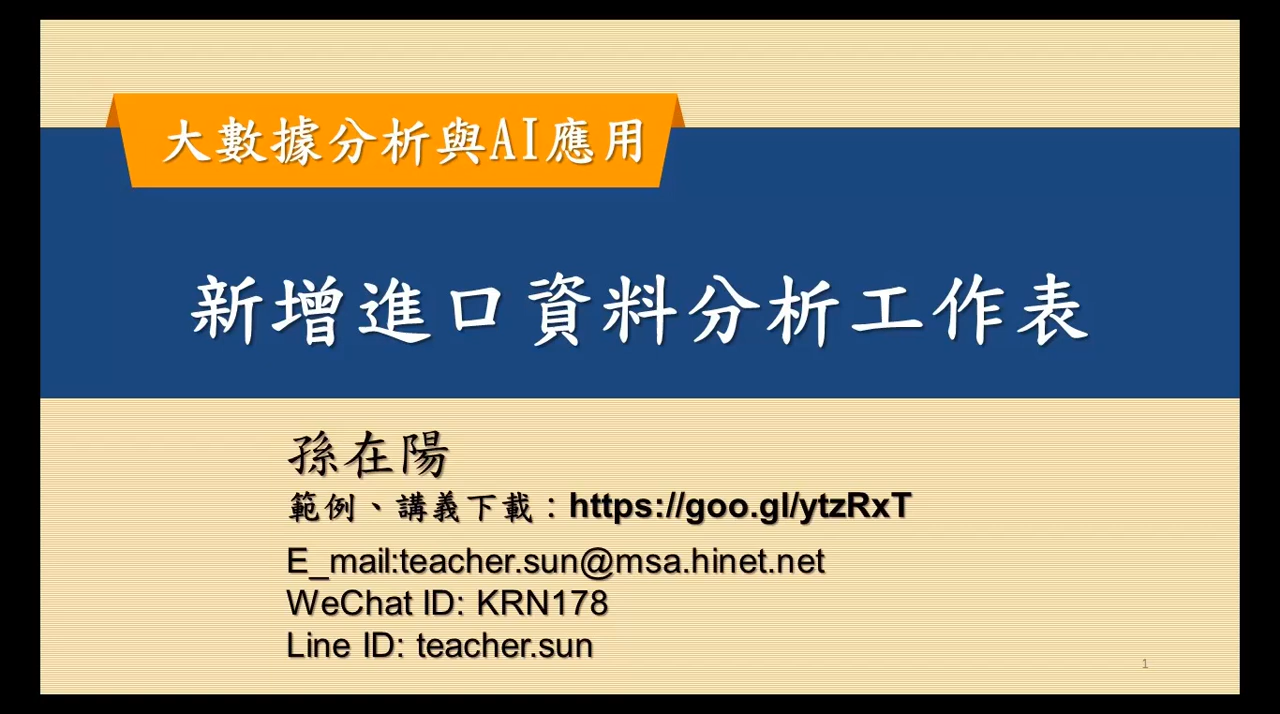 大數據分析與AI應用
新增進口資料分析工作表
孫在陽
範例、講義下載：https://goo.gl/ytzRxT
E_mail:teacher.sun@msa.hinet.net
WeChat ID: KRN178
Line ID: teacher.sun
1